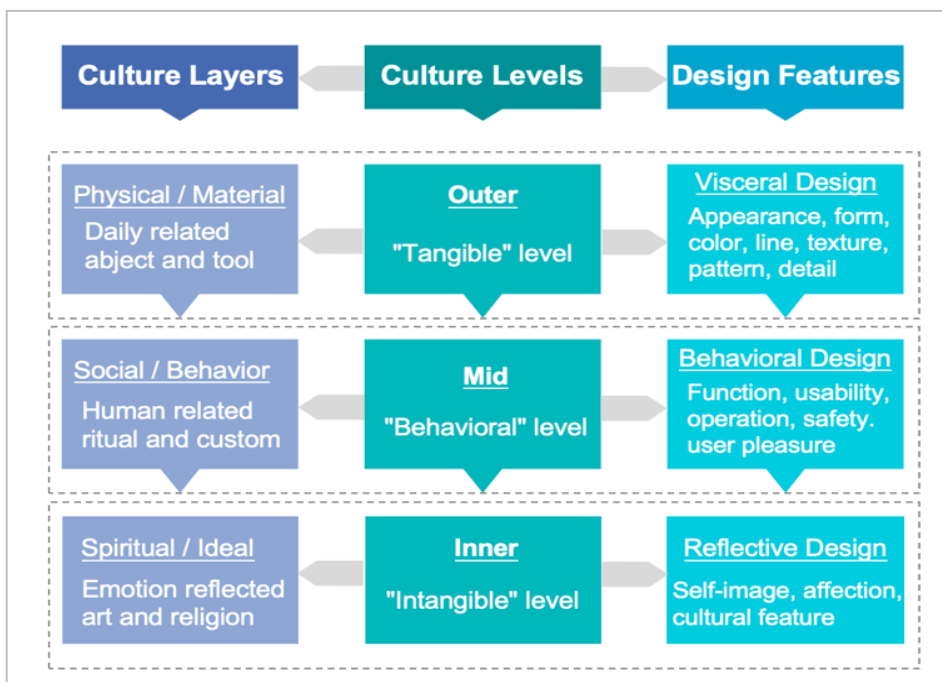 Culture Layers
Culture Levels
Design Features
Physical / Material
Daily related
abject and tool
Outer
"Tangible" level
Visceral Design
Appearance, form,
color, line, texture,
pattern, detail
Social / Behavior
Human related
ritual and custom
Mid
"Behavioral" level
Behavioral Design
Function, usability,
operation, safety.
user pleasure
Spiritual / Ideal
Emotion reflected
art and religion
Inner
"Intangible" level
Reflective Design
Self-image, affection,
cultural feature